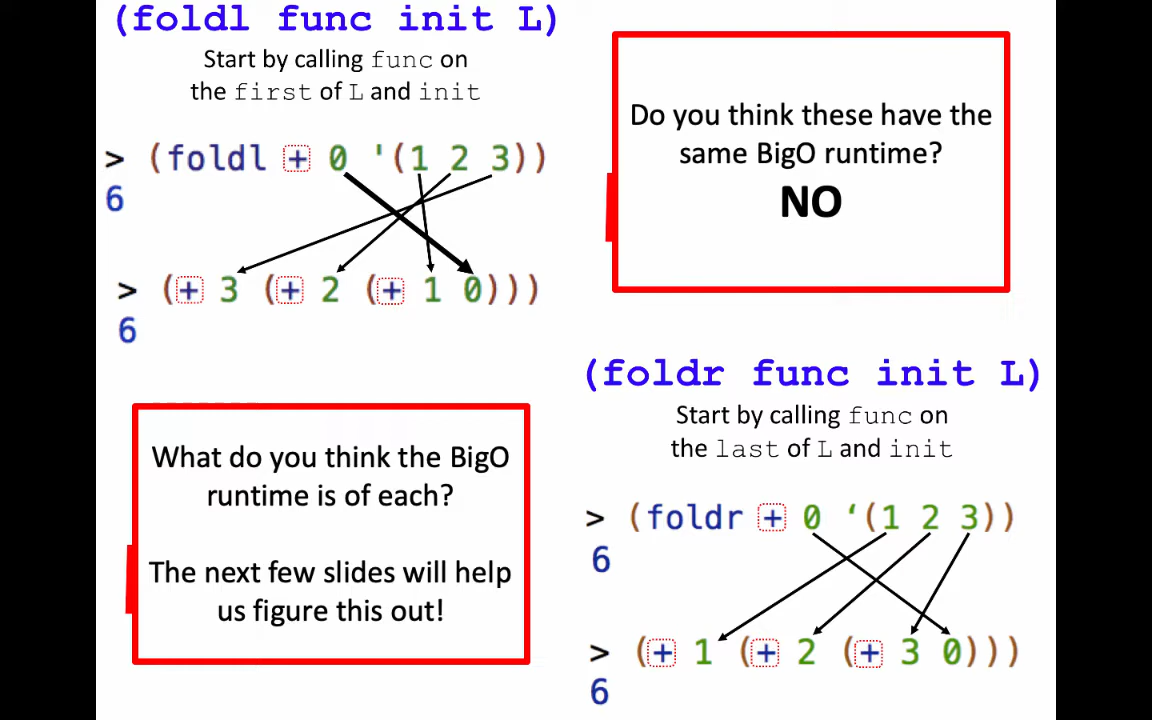 (foldl func init L)
Start by calling func on
the first of L and init
> (foldl + 0 '(1 2 3))
6
> (+ 3 (+ 2 (+ 1 0)))
6
Do you think these have the
same BigO runtime?
NO
What do you think the BigO
runtime is of each?
The next few slides will help
us figure this out!
(foldr func init L)
Start by calling func on
the last of L and init
> (foldr + 0 ‘(1 2 3))
6
> (+ 1 (+ 2 (+ 3 0)))
6